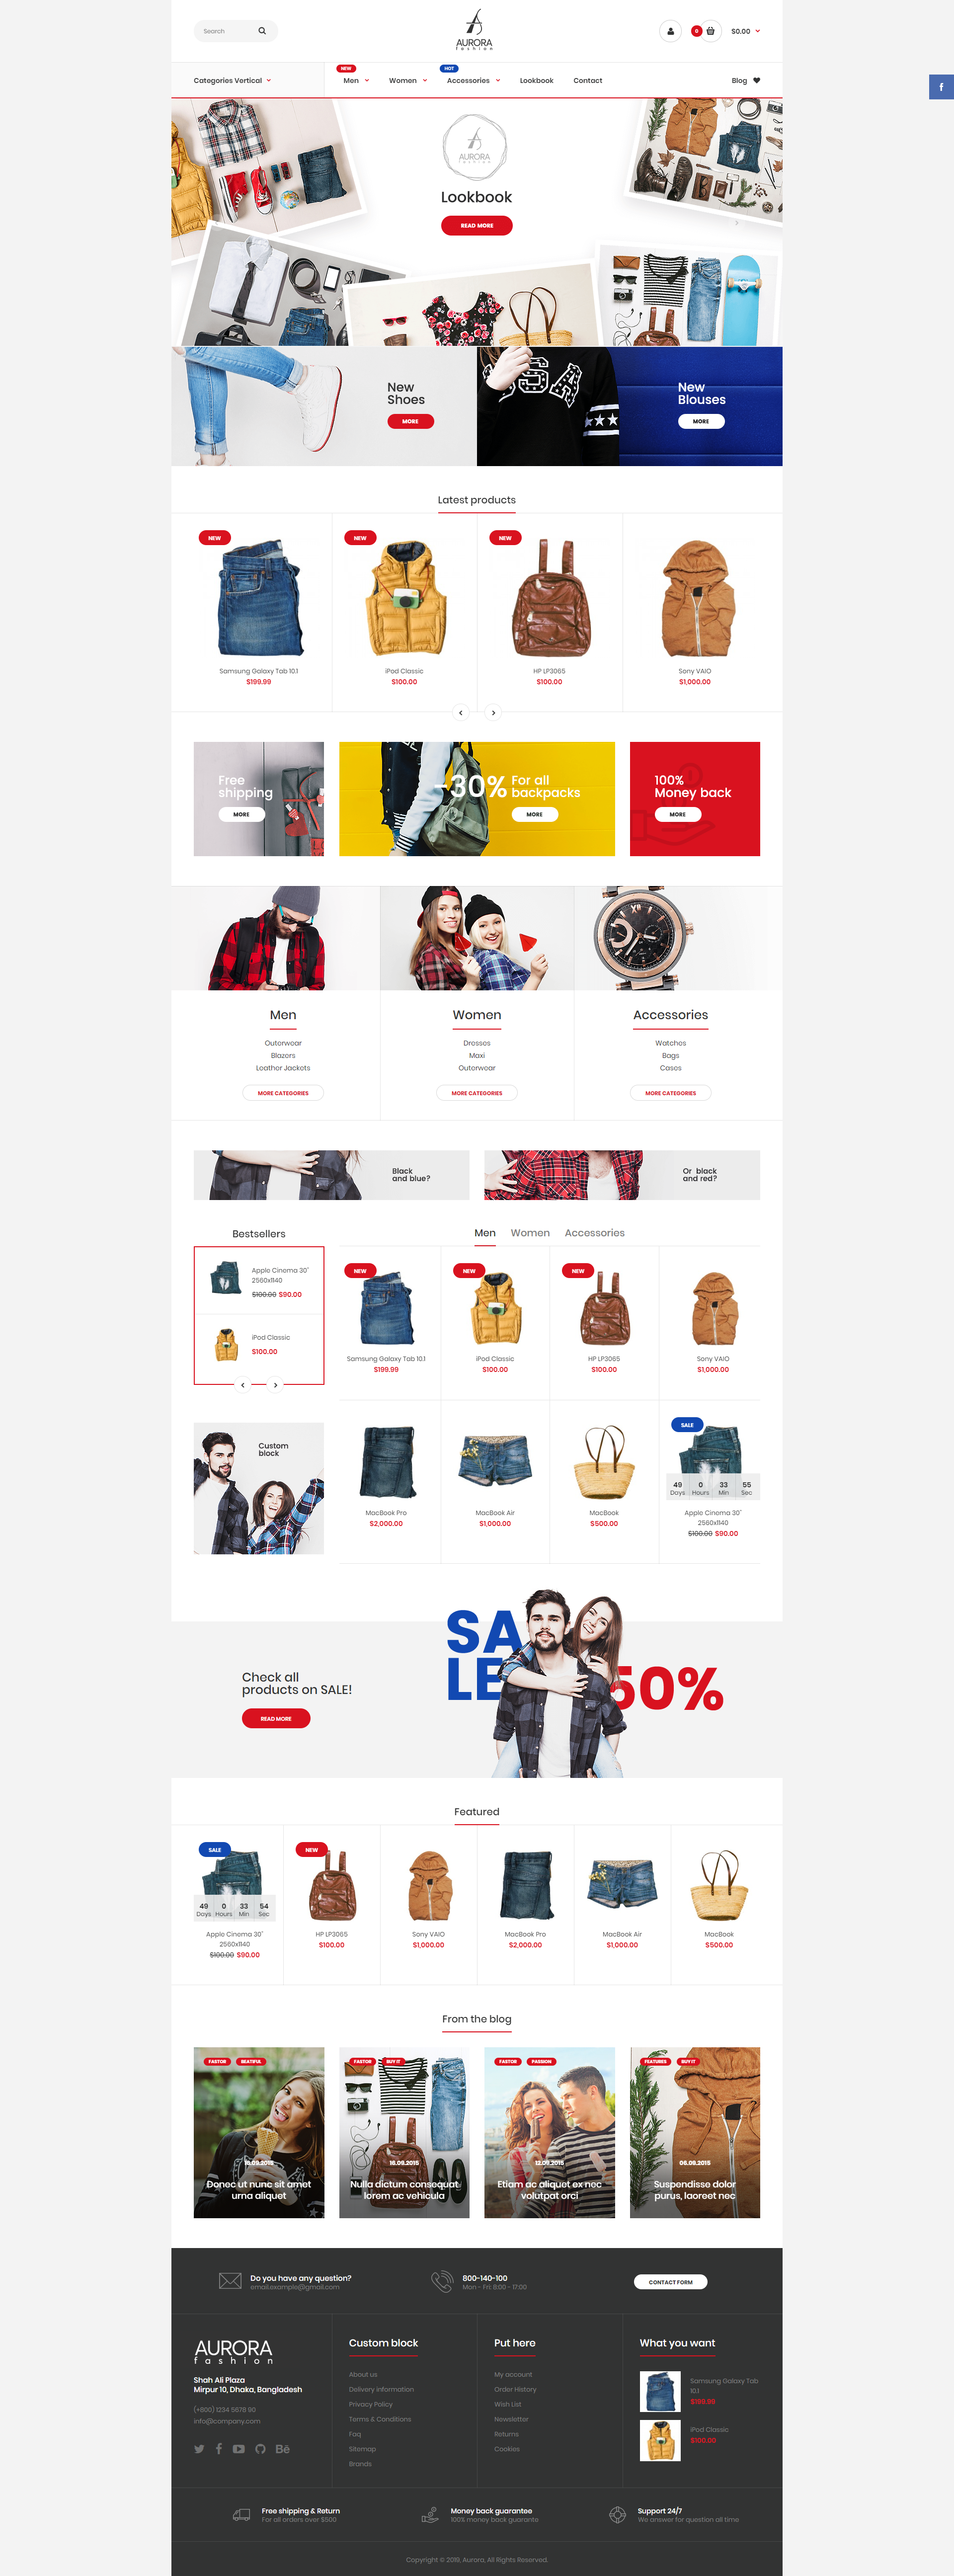 Search
AURORA
fashion
0
$0.00
Categories Vertical
NEW
Men
Women
HOT
Accessories
Lookbook
Contact
Blog
AURORA
fashion
Lookbook
READ MORE
New
Shoes
MORE
New
Blouses
MORE
Latest products
NEW
Samsung Galaxy Tab 10.1
$199.99
NEW
iPod Classic
$100.00
NEW
HP LP3065
$100.00
Sony VAIO
$1,000.00
Free
shipping
MORE
-30% For all
backpacks
MORE
100%
Money back
MORE
Men
Outerwear
Blazers
Leather Jackets
MORE CATEGORIES
Women
Dresses
Maxi
Outerwear
MORE CATEGORIES
Accessories
Watches
Bags
Cases
MORE CATEGORIES
Black
and blue?
Or black
and red?
Bestsellers
Apple Cinema 30"
2560x1140
$100.00 $90.00
iPod Classic
$100.00
Custom
block
Men Women Accessories
NEW
Samsung Galaxy Tab 10.1
$199.99
NEW
iPod Classic
$100.00
NEW
HP LP3065
$100.00
Sony VAIO
$1,000.00
MacBook Pro
$2,000.00
MacBook Air
$1,000.00
MacBook
$500.00
SALE
49 0 33 55
Days Hours Min Sec
Apple Cinema 30"
2560x1140
$100.00 $90.00
Check all
products on SALE!
READ MORE
SA
LE
50%
Featured
SALE
49 0 33 54
Days Hours Min Sec
Apple Cinema 30"
2560x1140
$100.00 $90.00
NEW
HP LP3065
$100.00
Sony VAIO
$1,000.00
MacBook Pro
$2,000.00
MacBook Air
$1,000.00
MacBook
$500.00
From the blog
FASTOR BEATIFUL
16.09.2015
Donec ut nunc sit amet
urna aliquet
FASTOR BUY IT
16.09.2015
Nulla dictum consequat
lorem ac vehicula
FASTOR PASSION
12.09.2015
Etiam ac aliquet ex nec
volutpat orci
FEATURES BUY IT
06.09.2015
Suspendisse dolor
purus, laoreet nec
Do you have any question?
email.example@gmail.com
800-140-100
Mon - Fri: 8:00 - 17:00
CONTACT FORM
AURORA
fashion
Shah Ali Plaza
Mirpur 10, Dhaka, Bangladesh
(+800) 1234 5678 90
info@company.com
Custom block
About us
Delivery information
Privacy Policy
Terms & Conditions
Faq
Sitemap
Brands
Put here
My account
Order History
Wish List
Newsletter
Returns
Cookies
What you want
Samsung Galaxy Tab
10.1
$199.99
iPod Classic
$100.00
Free shipping & Return
For all orders over $500
Money back guarantee
100% money back guarante
Support 24/7
We answer for question all time
Copyright © 2019, Aurora, All Rights Reserved.